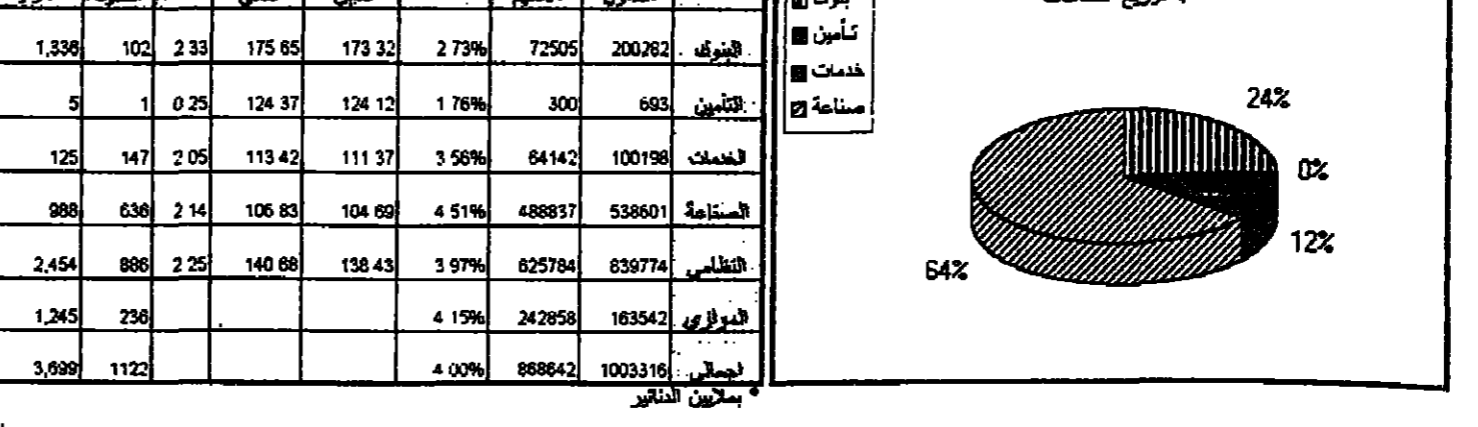 البنوك 200282 72505 2 73% 173 32 175 65 2 33 102 1,336
التأمين 693 300 1 76% 124 12 124 37 0 25 1 5
الخدمات 100198 64142 3 56% 111 37 113 42 2 05 147 125
الصناعة 538601 488837 4 51% 104 69 106 83 2 14 636 988
النظامي 839774 625784 3 97% 138 43 140 68 2 25 886 2,454
الموازي 163542 242858 4 15% 236 1,245
اجمالي 1003316 868642 4 00% 1122 3,699
* بملايين الدنانير
تأمين
خدمات
صناعة
24%
0%
12%
64%